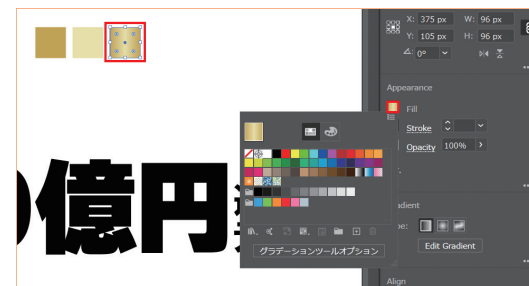 X: 375 px W: 96 px
Y: 105 px H: 96 px
0°
Appearance
Fill
Stroke
Opacity 100%
億円
グラデーションツールオプション
Edit Gradient
Align